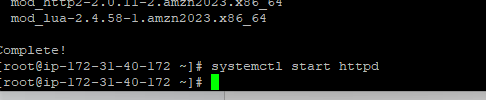 mod_http2-2.0.11-2.amzn2023.x86_64
mod_lua-2.4.58-1.amzn2023.x86_64
Complete!
[root@ip-172-31-40-172 ~]# systemctl start httpd
[root@ip-172-31-40-172 ~]#